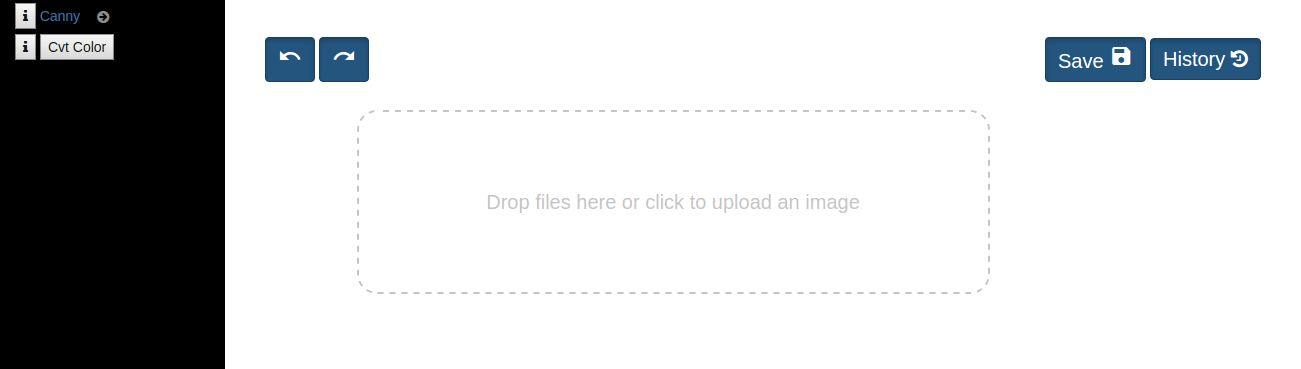 i Canny
i Cvt Color
Save History
Drop files here or click to upload an image